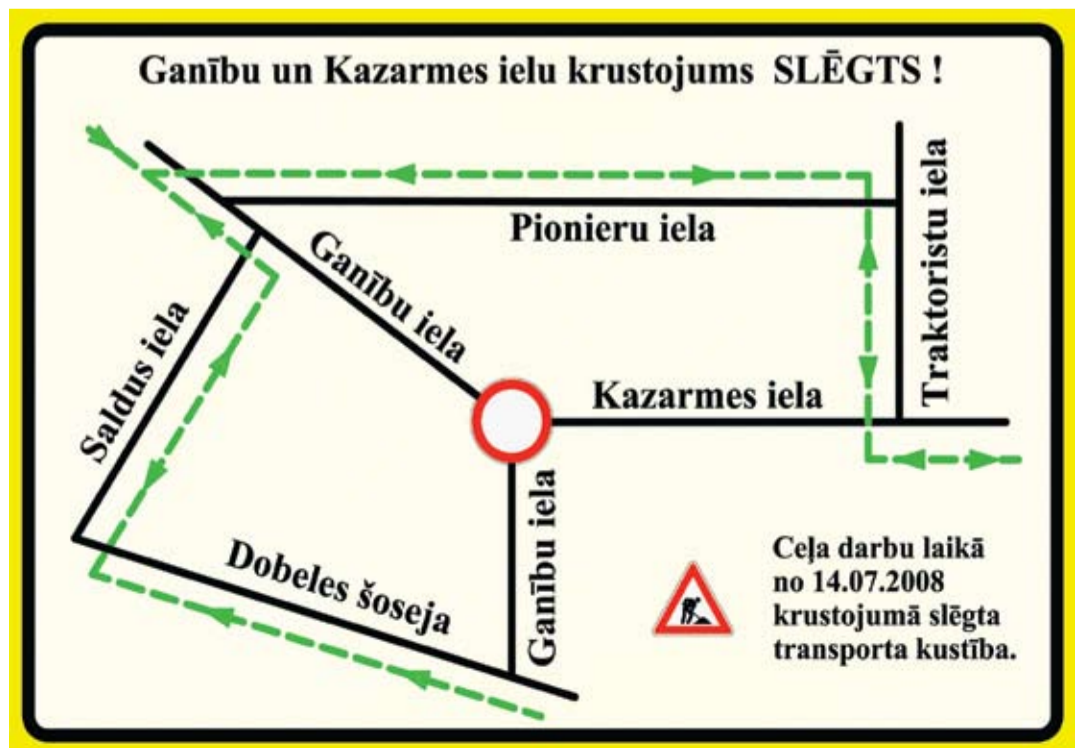 Ganību un Kazarmes ielu krustojums SLĒGTS !
Pionieru iela
Traktoristu iela
Ganību iela
Saldus iela
Kazarmes iela
Dobeles šoseja
Ganību iela
Ceļa darbu laikā
no 14.07.2008
krustojumā slēgta
transporta kustība.